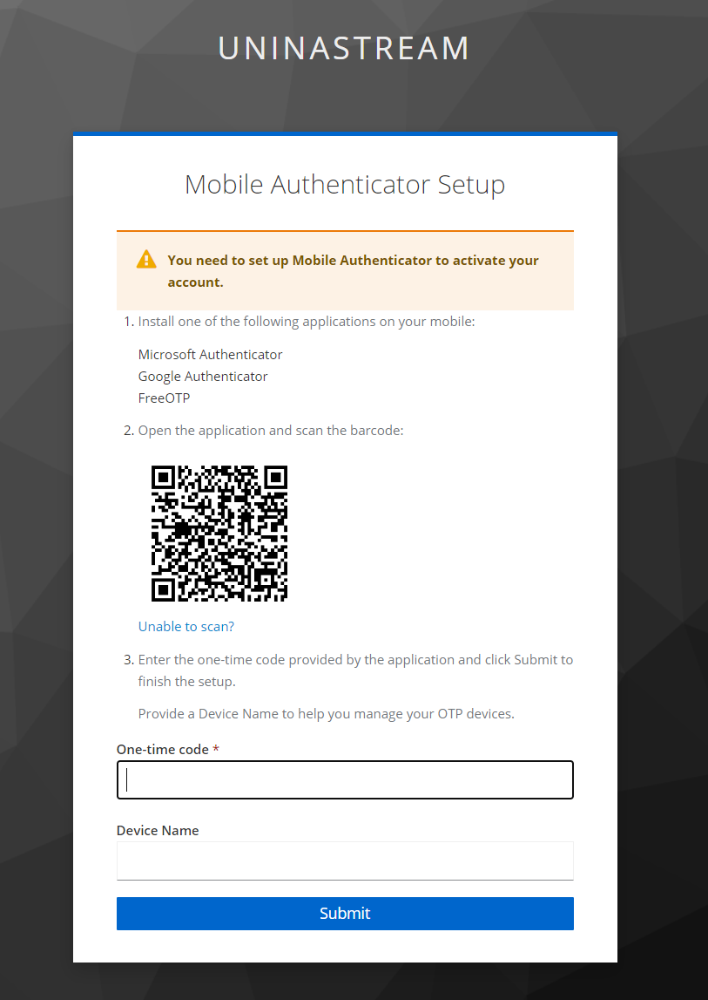 UNINASTREAM
Mobile Authenticator Setup
You need to set up Mobile Authenticator to activate your
account.
1. Install one of the following applications on your mobile:
Microsoft Authenticator
Google Authenticator
FreeOTP
2. Open the application and scan the barcode:
Unable to scan?
3. Enter the one-time code provided by the application and click Submit to
finish the setup.
Provide a Device Name to help you manage your OTP devices.
One-time code *
Device Name
Submit